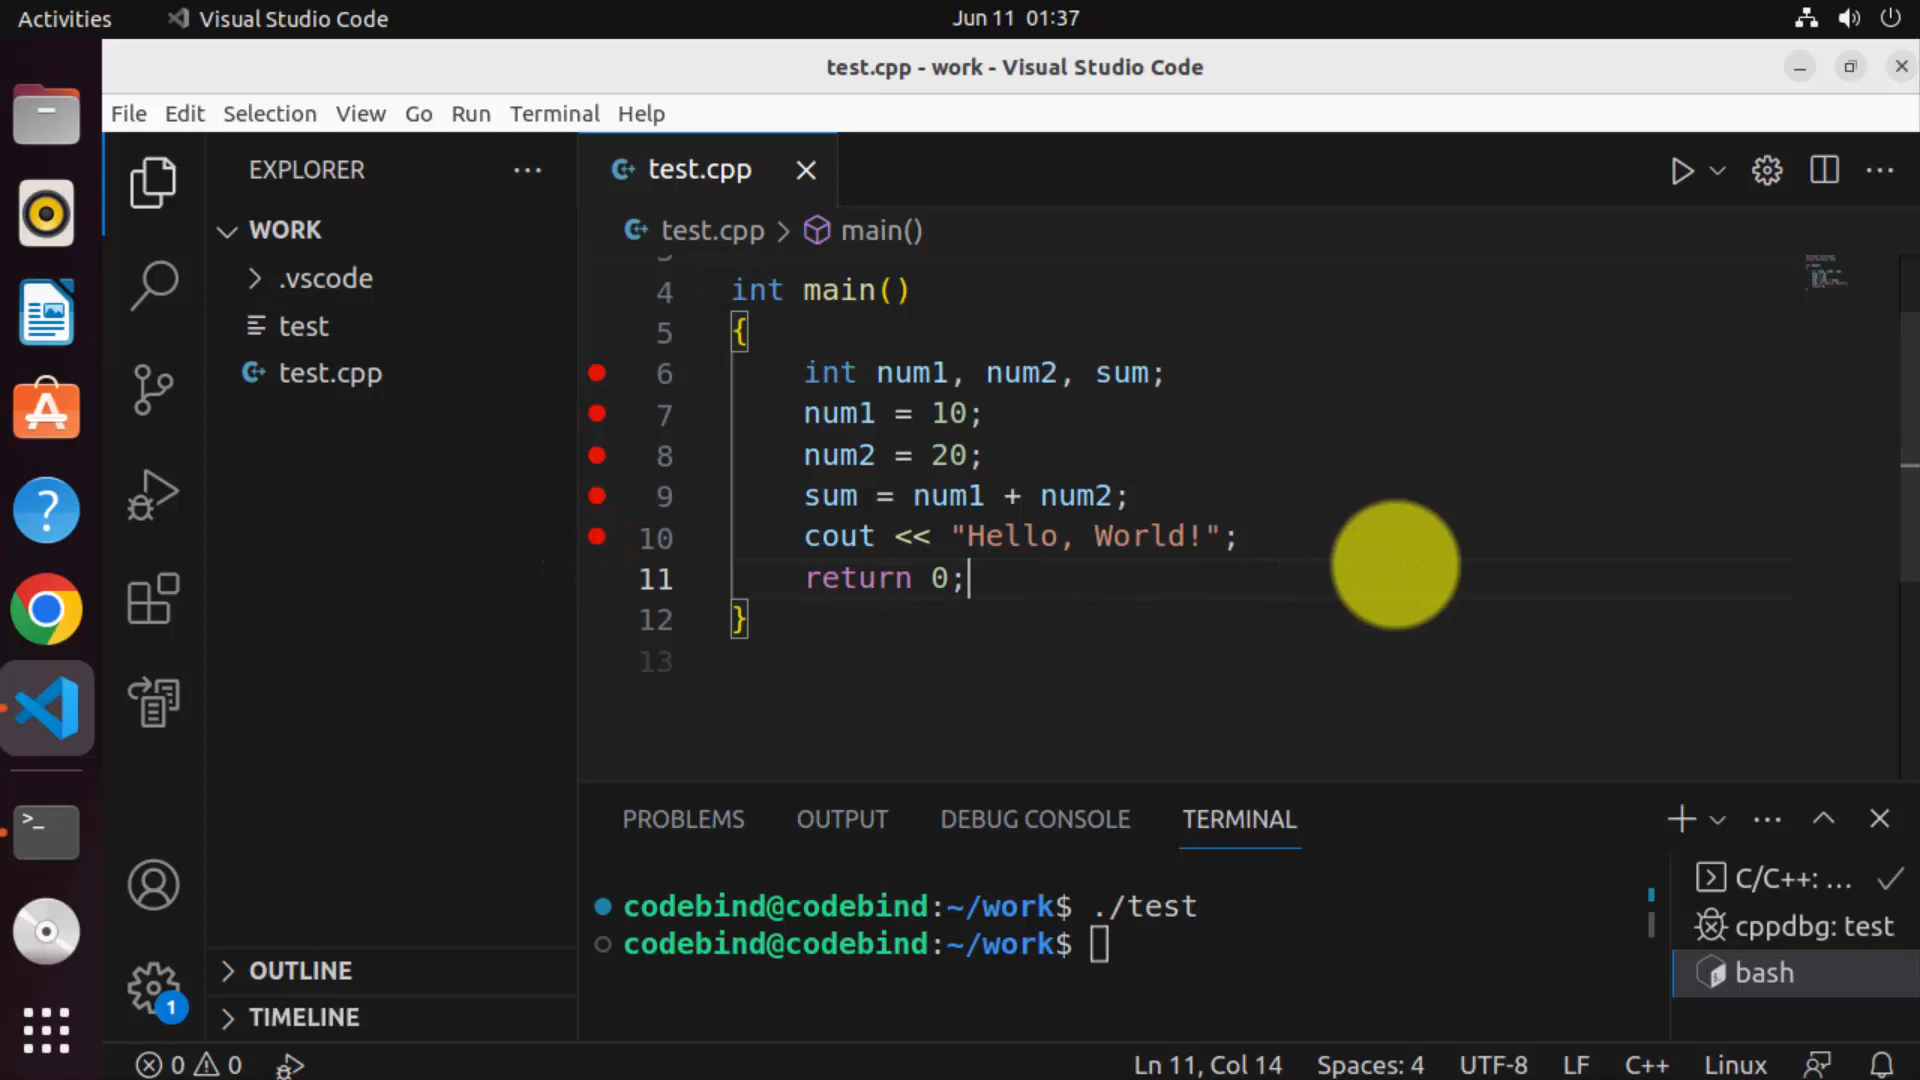 Activities
Visual Studio Code
Jun 11 01:37
test.cpp - work - Visual Studio Code
File Edit Selection View Go Run Terminal Help
EXPLORER
test.cpp
WORK
test.cpp > main()
.vscode
test
test.cpp
4 int main()
5 {
6 int num1, num2, sum;
7 num1 = 10;
8 num2 = 20;
9 sum = num1 + num2;
10 cout << "Hello, World!";
11 return 0;
12 }
13
PROBLEMS OUTPUT DEBUG CONSOLE TERMINAL
codebind@codebind:~/work$ ./test
codebind@codebind:~/work$
C/C++: ...
cppdbg: test
bash
OUTLINE
TIMELINE
1
0 0
Ln 11, Col 14 Spaces: 4 UTF-8 LF C++ Linux